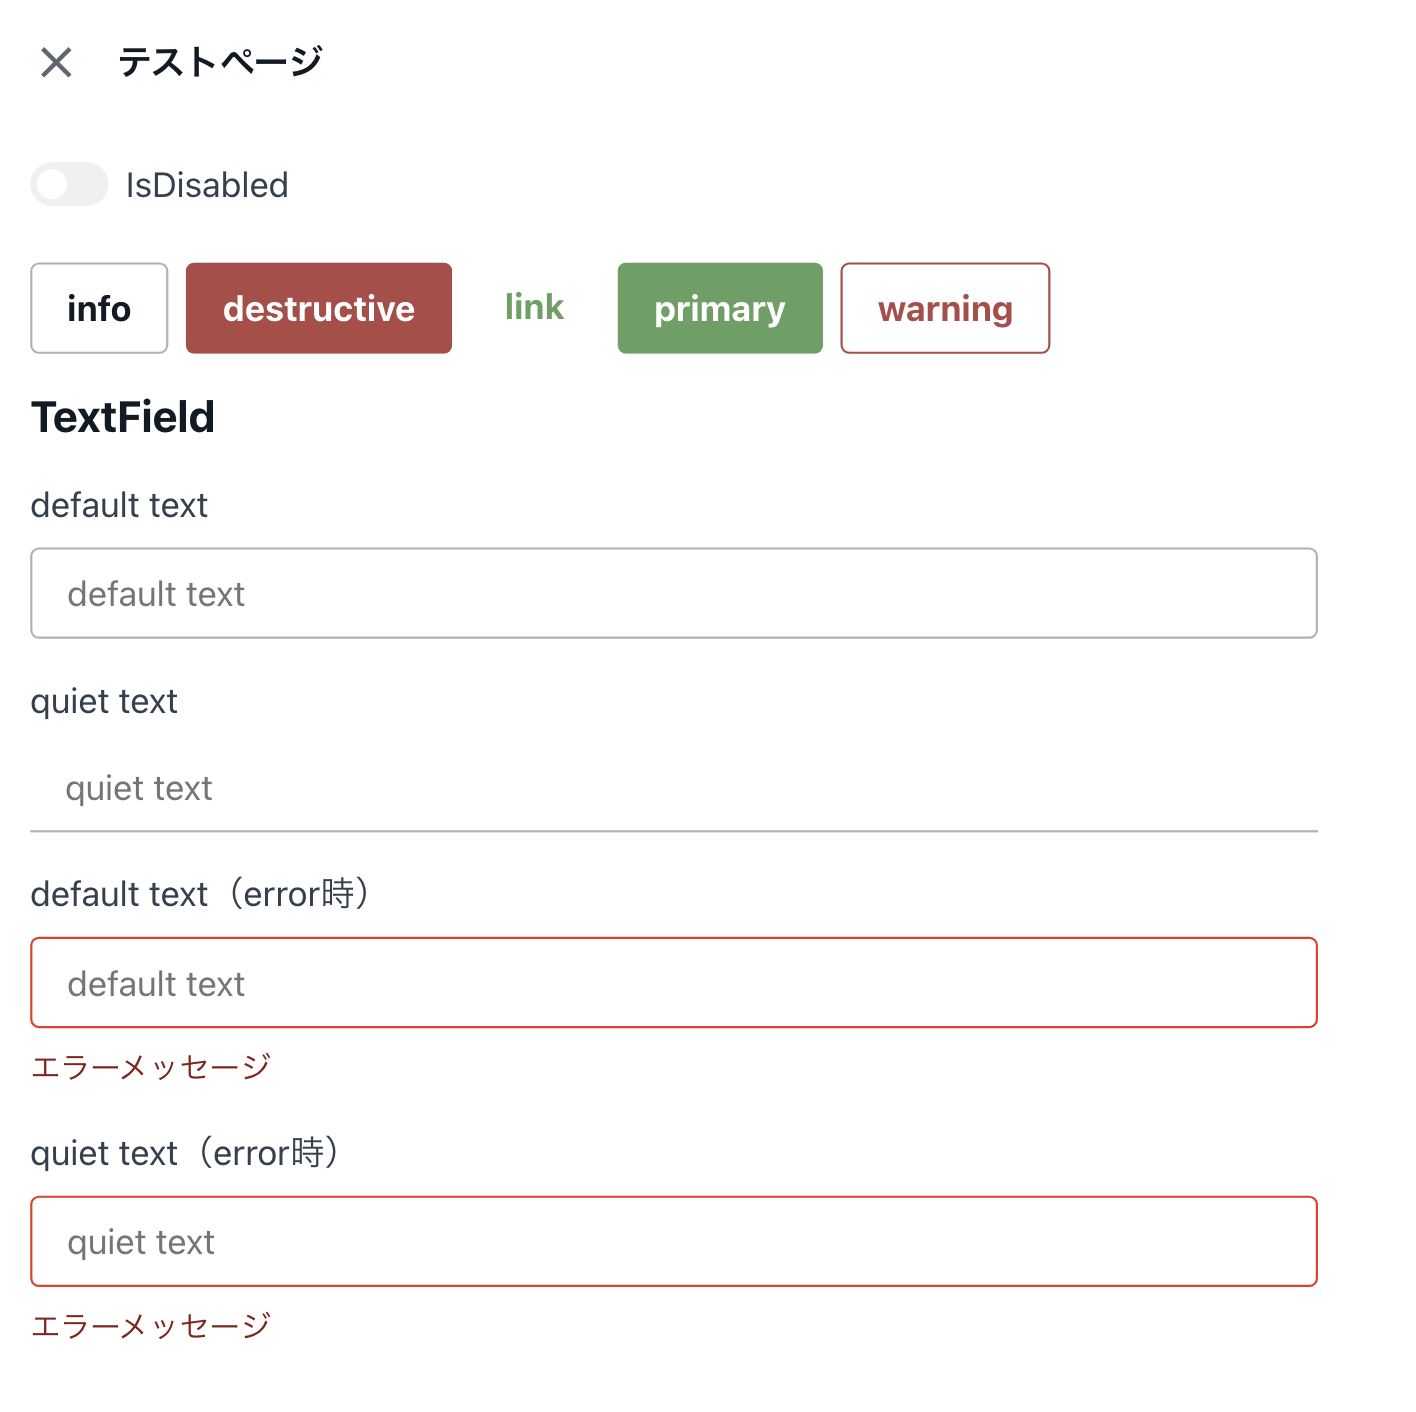 テストページ
IsDisabled
info destructive link primary warning
TextField
default text
default text
quiet text
quiet text
default text（error時）
default text
エラーメッセージ
quiet text（error時）
quiet text
エラーメッセージ